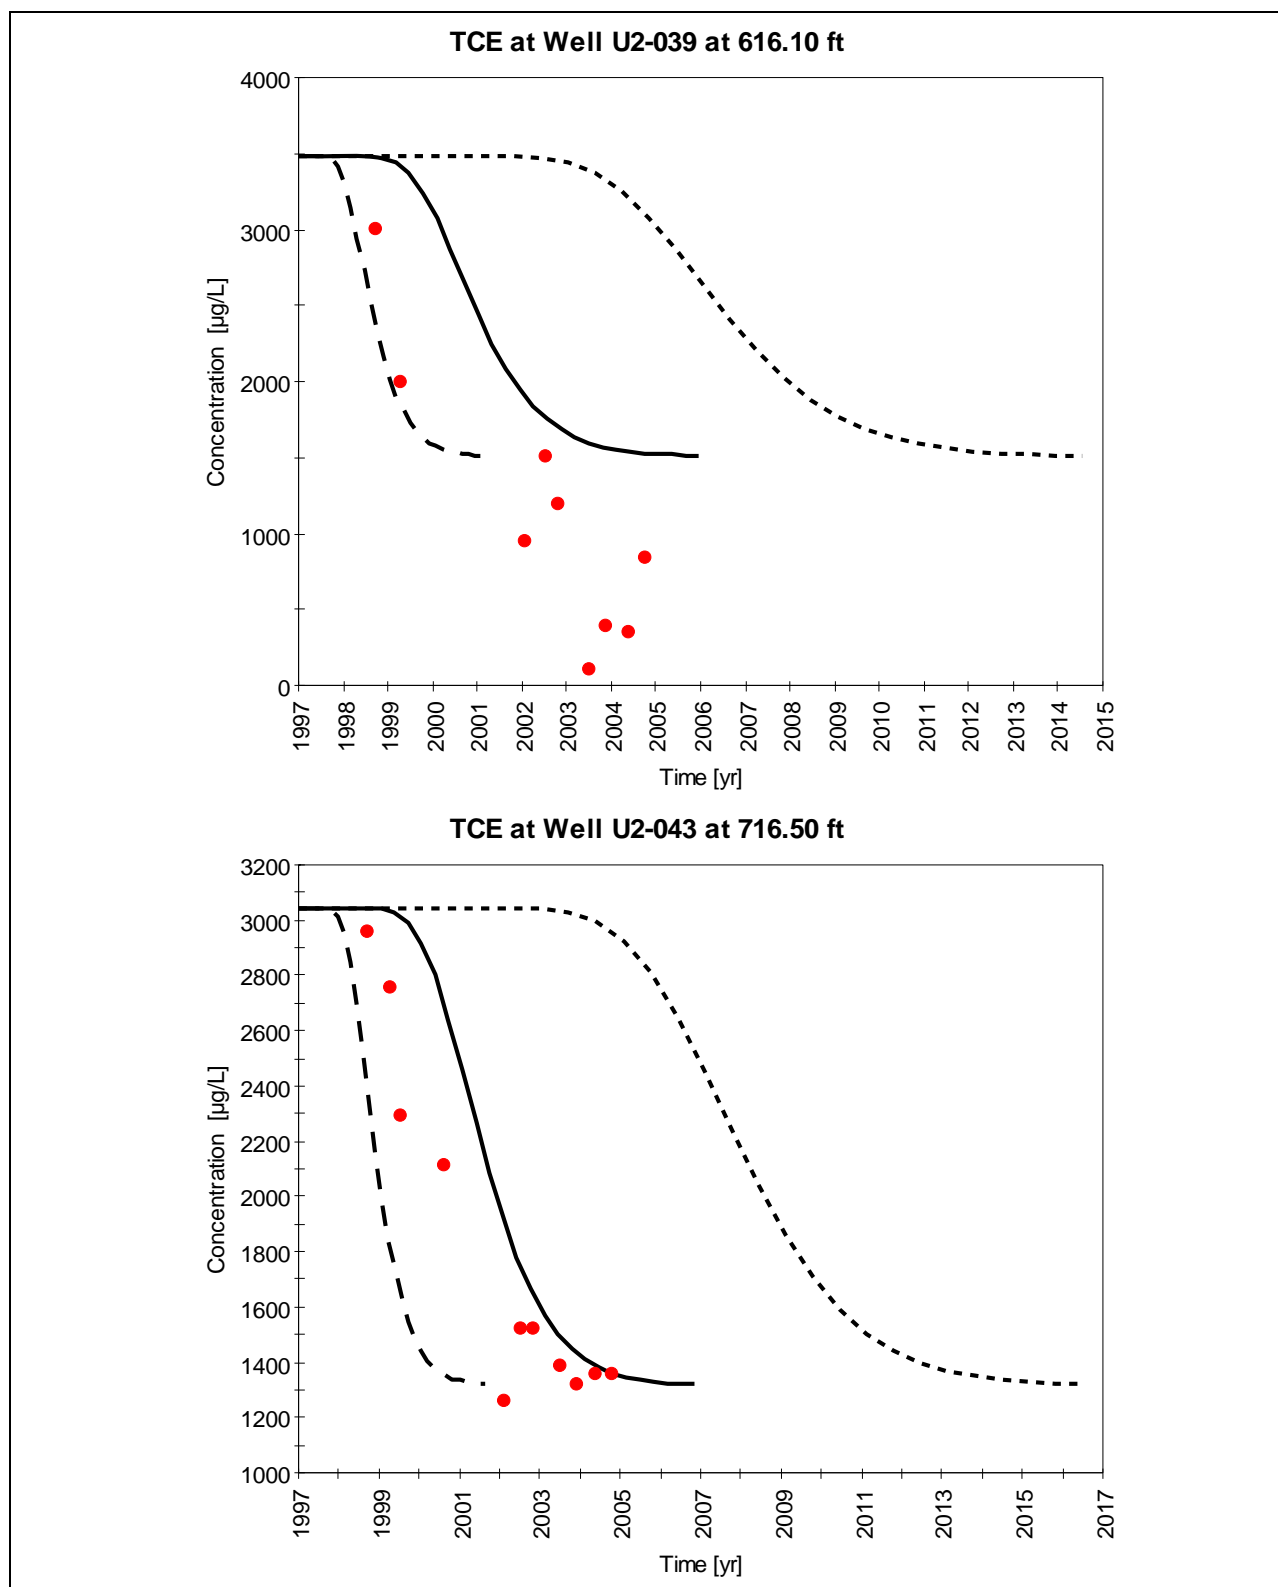 TCE at Well U2-039 at 616.10 ft
4000
3000
2000
1000
0
Concentration [µg/L]
1997 1998 1999 2000 2001 2002 2003 2004 2005 2006 2007 2008 2009 2010 2011 2012 2013 2014 2015
Time [yr]
TCE at Well U2-043 at 716.50 ft
3200
3000
2800
2600
2400
2200
2000
1800
1600
1400
1200
1000
Concentration [µg/L]
1997 1999 2001 2003 2005 2007 2009 2011 2013 2015 2017
Time [yr]